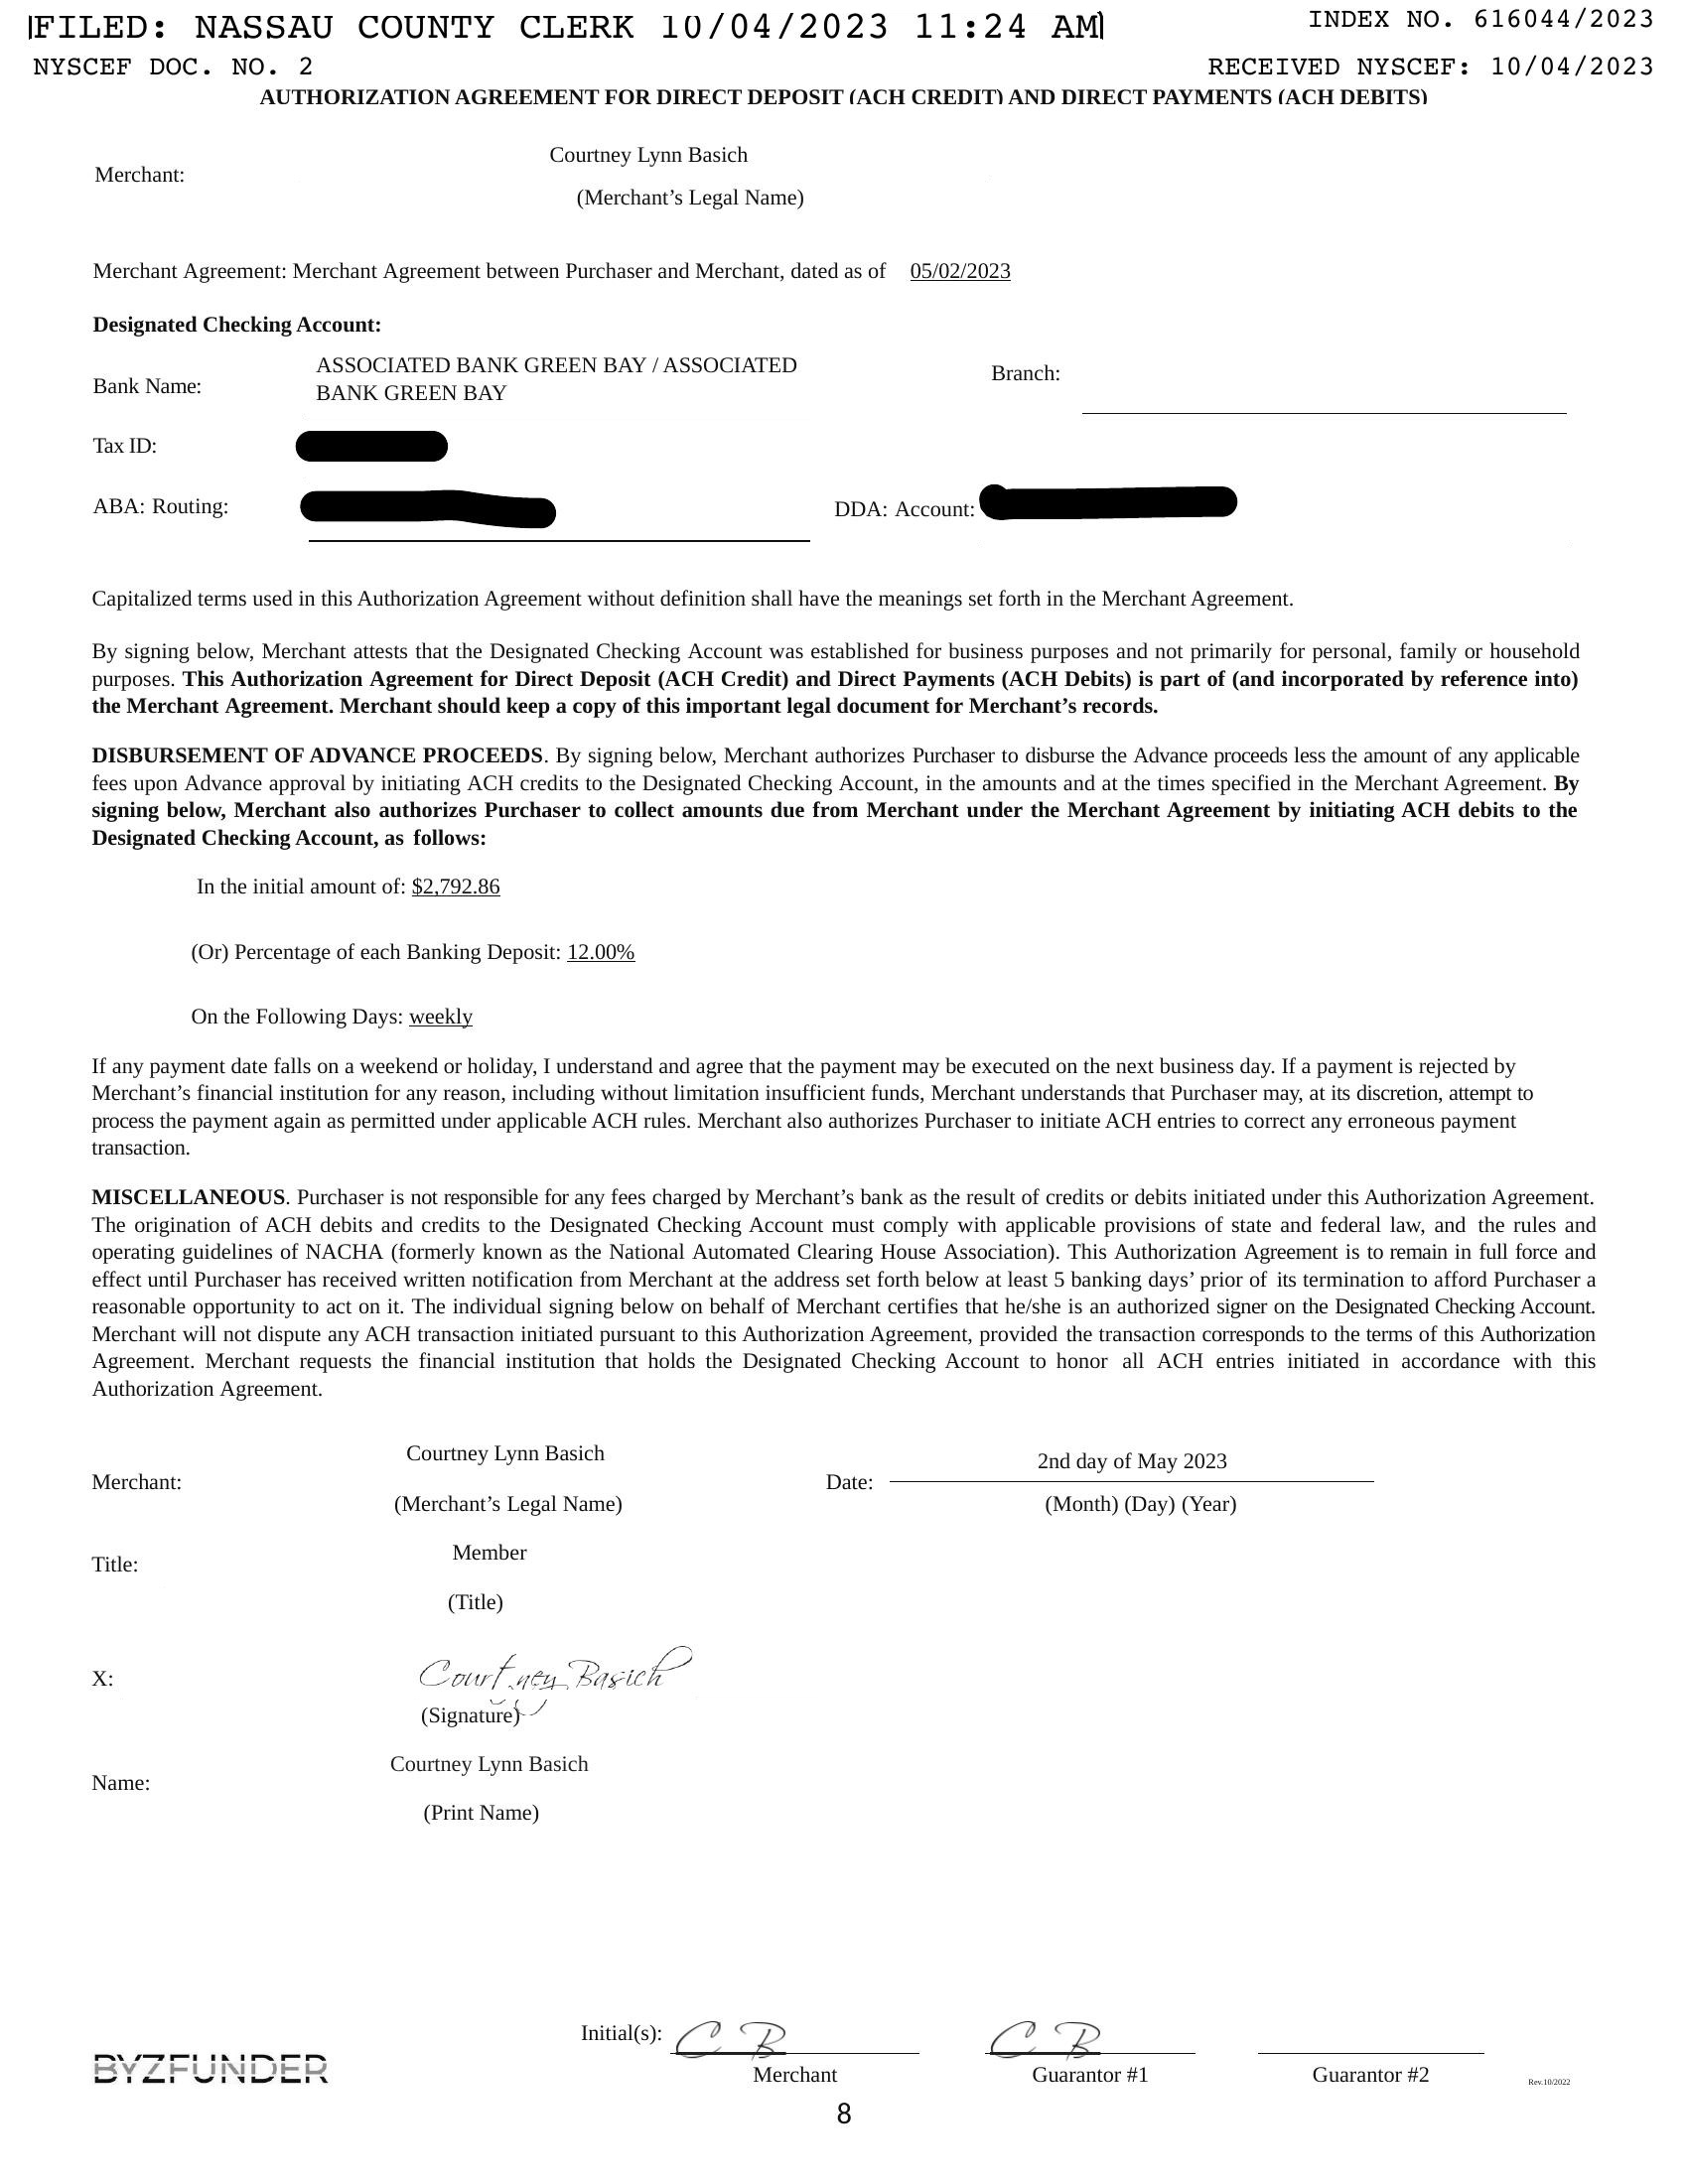 FILED: NASSAU COUNTY CLERK 10/04/2023 11:24 AM
INDEX NO. 616044/2023
NYSCEF DOC. NO. 2
RECEIVED NYSCEF: 10/04/2023
AUTHORIZATION AGREEMENT FOR DIRECT DEPOSIT (ACH CREDIT) AND DIRECT PAYMENTS (ACH DEBITS)
Courtney Lynn Basich
Merchant:
(Merchant’s Legal Name)
Merchant Agreement: Merchant Agreement between Purchaser and Merchant, dated as of 05/02/2023
Designated Checking Account:
Bank Name:
ASSOCIATED BANK GREEN BAY / ASSOCIATED
BANK GREEN BAY
Branch:
Tax ID:
ABA: Routing:
DDA: Account:
Capitalized terms used in this Authorization Agreement without definition shall have the meanings set forth in the Merchant Agreement.
By signing below, Merchant attests that the Designated Checking Account was established for business purposes and not primarily for personal, family or household
purposes. This Authorization Agreement for Direct Deposit (ACH Credit) and Direct Payments (ACH Debits) is part of (and incorporated by reference into)
the Merchant Agreement. Merchant should keep a copy of this important legal document for Merchant’s records.
DISBURSEMENT OF ADVANCE PROCEEDS. By signing below, Merchant authorizes Purchaser to disburse the Advance proceeds less the amount of any applicable
fees upon Advance approval by initiating ACH credits to the Designated Checking Account, in the amounts and at the times specified in the Merchant Agreement. By
signing below, Merchant also authorizes Purchaser to collect amounts due from Merchant under the Merchant Agreement by initiating ACH debits to the
Designated Checking Account, as follows:
In the initial amount of: $2,792.86
(Or) Percentage of each Banking Deposit: 12.00%
On the Following Days: weekly
If any payment date falls on a weekend or holiday, I understand and agree that the payment may be executed on the next business day. If a payment is rejected by
Merchant’s financial institution for any reason, including without limitation insufficient funds, Merchant understands that Purchaser may, at its discretion, attempt to
process the payment again as permitted under applicable ACH rules. Merchant also authorizes Purchaser to initiate ACH entries to correct any erroneous payment
transaction.
MISCELLANEOUS. Purchaser is not responsible for any fees charged by Merchant’s bank as the result of credits or debits initiated under this Authorization Agreement.
The origination of ACH debits and credits to the Designated Checking Account must comply with applicable provisions of state and federal law, and the rules and
operating guidelines of NACHA (formerly known as the National Automated Clearing House Association). This Authorization Agreement is to remain in full force and
effect until Purchaser has received written notification from Merchant at the address set forth below at least 5 banking days’ prior of its termination to afford Purchaser a
reasonable opportunity to act on it. The individual signing below on behalf of Merchant certifies that he/she is an authorized signer on the Designated Checking Account.
Merchant will not dispute any ACH transaction initiated pursuant to this Authorization Agreement, provided the transaction corresponds to the terms of this Authorization
Agreement. Merchant requests the financial institution that holds the Designated Checking Account to honor all ACH entries initiated in accordance with this
Authorization Agreement.
Courtney Lynn Basich
Merchant:
(Merchant’s Legal Name)
2nd day of May 2023
Date:
(Month) (Day) (Year)
Member
Title:
(Title)
X:
Courtney Basich
(Signature)
Courtney Lynn Basich
Name:
(Print Name)
Initial(s): C B
C B
Merchant
Guarantor #1
Guarantor #2
BYZFUNDER
Rev.10/2022
8